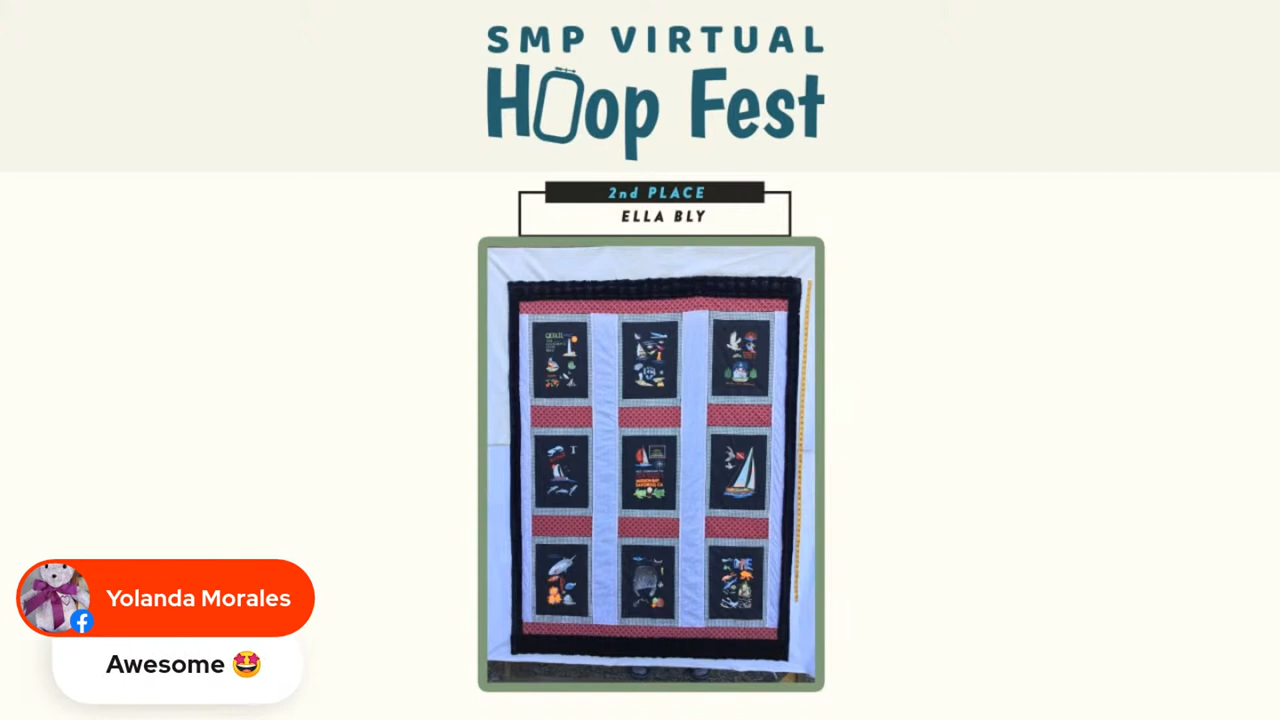 SMP VIRTUAL
Hoop Fest
2nd PLACE
ELLA BLY
Yolanda Morales
Awesome 🤩